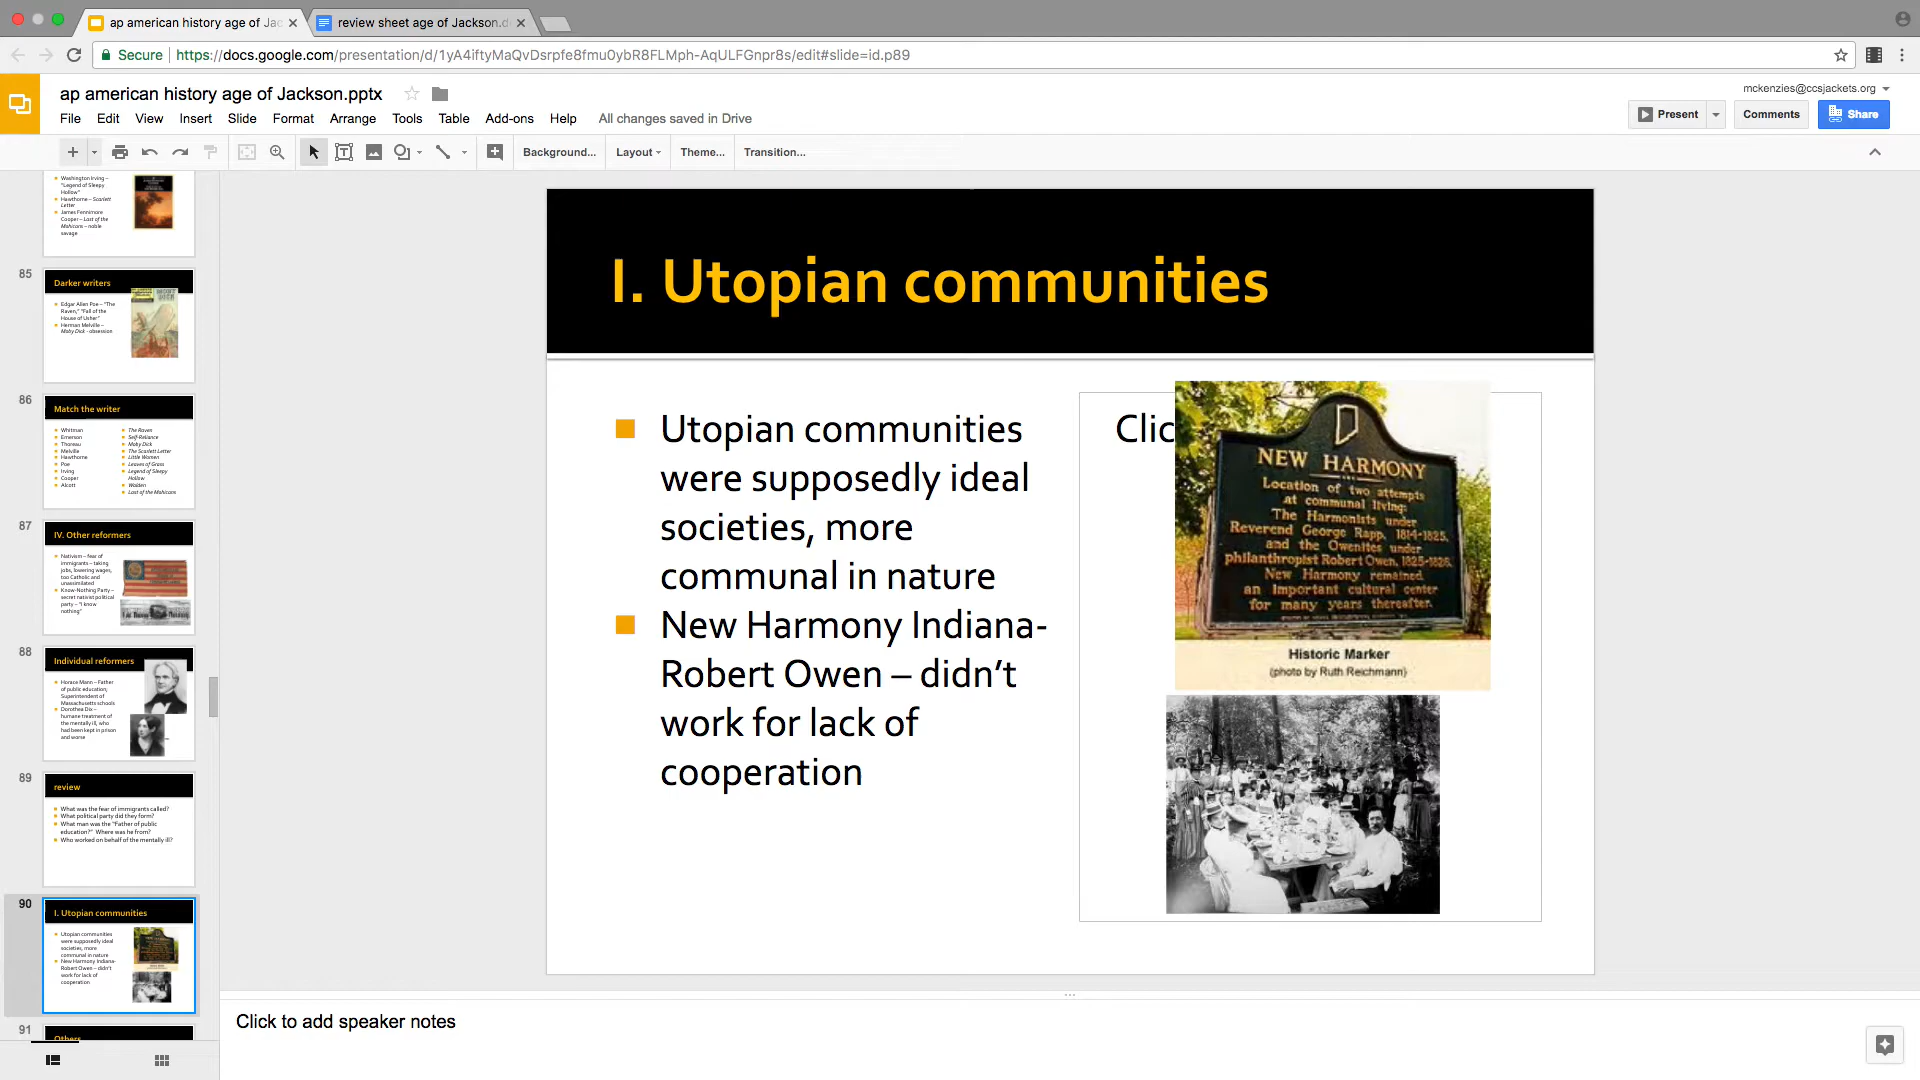 ap american history age of Jac
review sheet age of Jackson.d
Secure
https://docs.google.com/presentation/d/1yA4iftyMaQvDsrpfe8fmu0ybR8FLMph-AqULFGnpr8s/edit#slide=id.p89
ap american history age of Jackson.pptx
mckenzies@ccsjackets.org
File Edit View Insert Slide Format Arrange Tools Table Add-ons Help All changes saved in Drive
Present
Comments
Share
Background...
Layout
Theme...
Transition...
Washington Irving –
"Legend of Sleepy
Hollow"
Hawthorne – Scarlett
Letter
James Fennimore
Cooper – Last of the
Mohicans – noble
savage
85
Darker writers
Edgar Allen Poe – "The
Raven," "Fall of the
House of Usher"
Herman Melville –
Moby Dick - obsession
86
Match the writer
Whitman
Emerson
Thoreau
Melville
Hawthorne
Poe
Irving
Cooper
Alcott
The Raven
Self-Reliance
Moby Dick
The Scarlett Letter
Little Women
Leaves of Grass
Legend of Sleepy
Hollow
Walden
Last of the Mohicans
87
IV. Other reformers
Nativism – fear of
immigrants – taking
jobs, lowering wages,
too Catholic and
unassimilated
Know-Nothing Party –
secret nativist political
party – "I know
nothing"
88
Individual reformers
Horace Mann – Father
of public education;
Superintendent of
Massachusetts schools
Dorothea Dix –
humane treatment of
the mentally ill, who
had been kept in prison
and worse
89
review
What was the fear of immigrants called?
What political party did they form?
What man was the "Father of public
education?" Where was he from?
Who worked on behalf of the mentally ill?
90
I. Utopian communities
Utopian communities
were supposedly ideal
societies, more
communal in nature
New Harmony Indiana-
Robert Owen – didn't
work for lack of
cooperation
91
Others
I. Utopian communities
Utopian communities
were supposedly ideal
societies, more
communal in nature
New Harmony Indiana-
Robert Owen – didn't
work for lack of
cooperation
Clic
NEW HARMONY
Location of two attempts
at communal living:
The Harmonists under
Reverend George Rapp, 1814-1825,
and the Owenites under
philanthropist Robert Owen, 1825-1826.
New Harmony remained
an important cultural center
for many years thereafter.
Historic Marker
(photo by Ruth Reichmann)
Click to add speaker notes